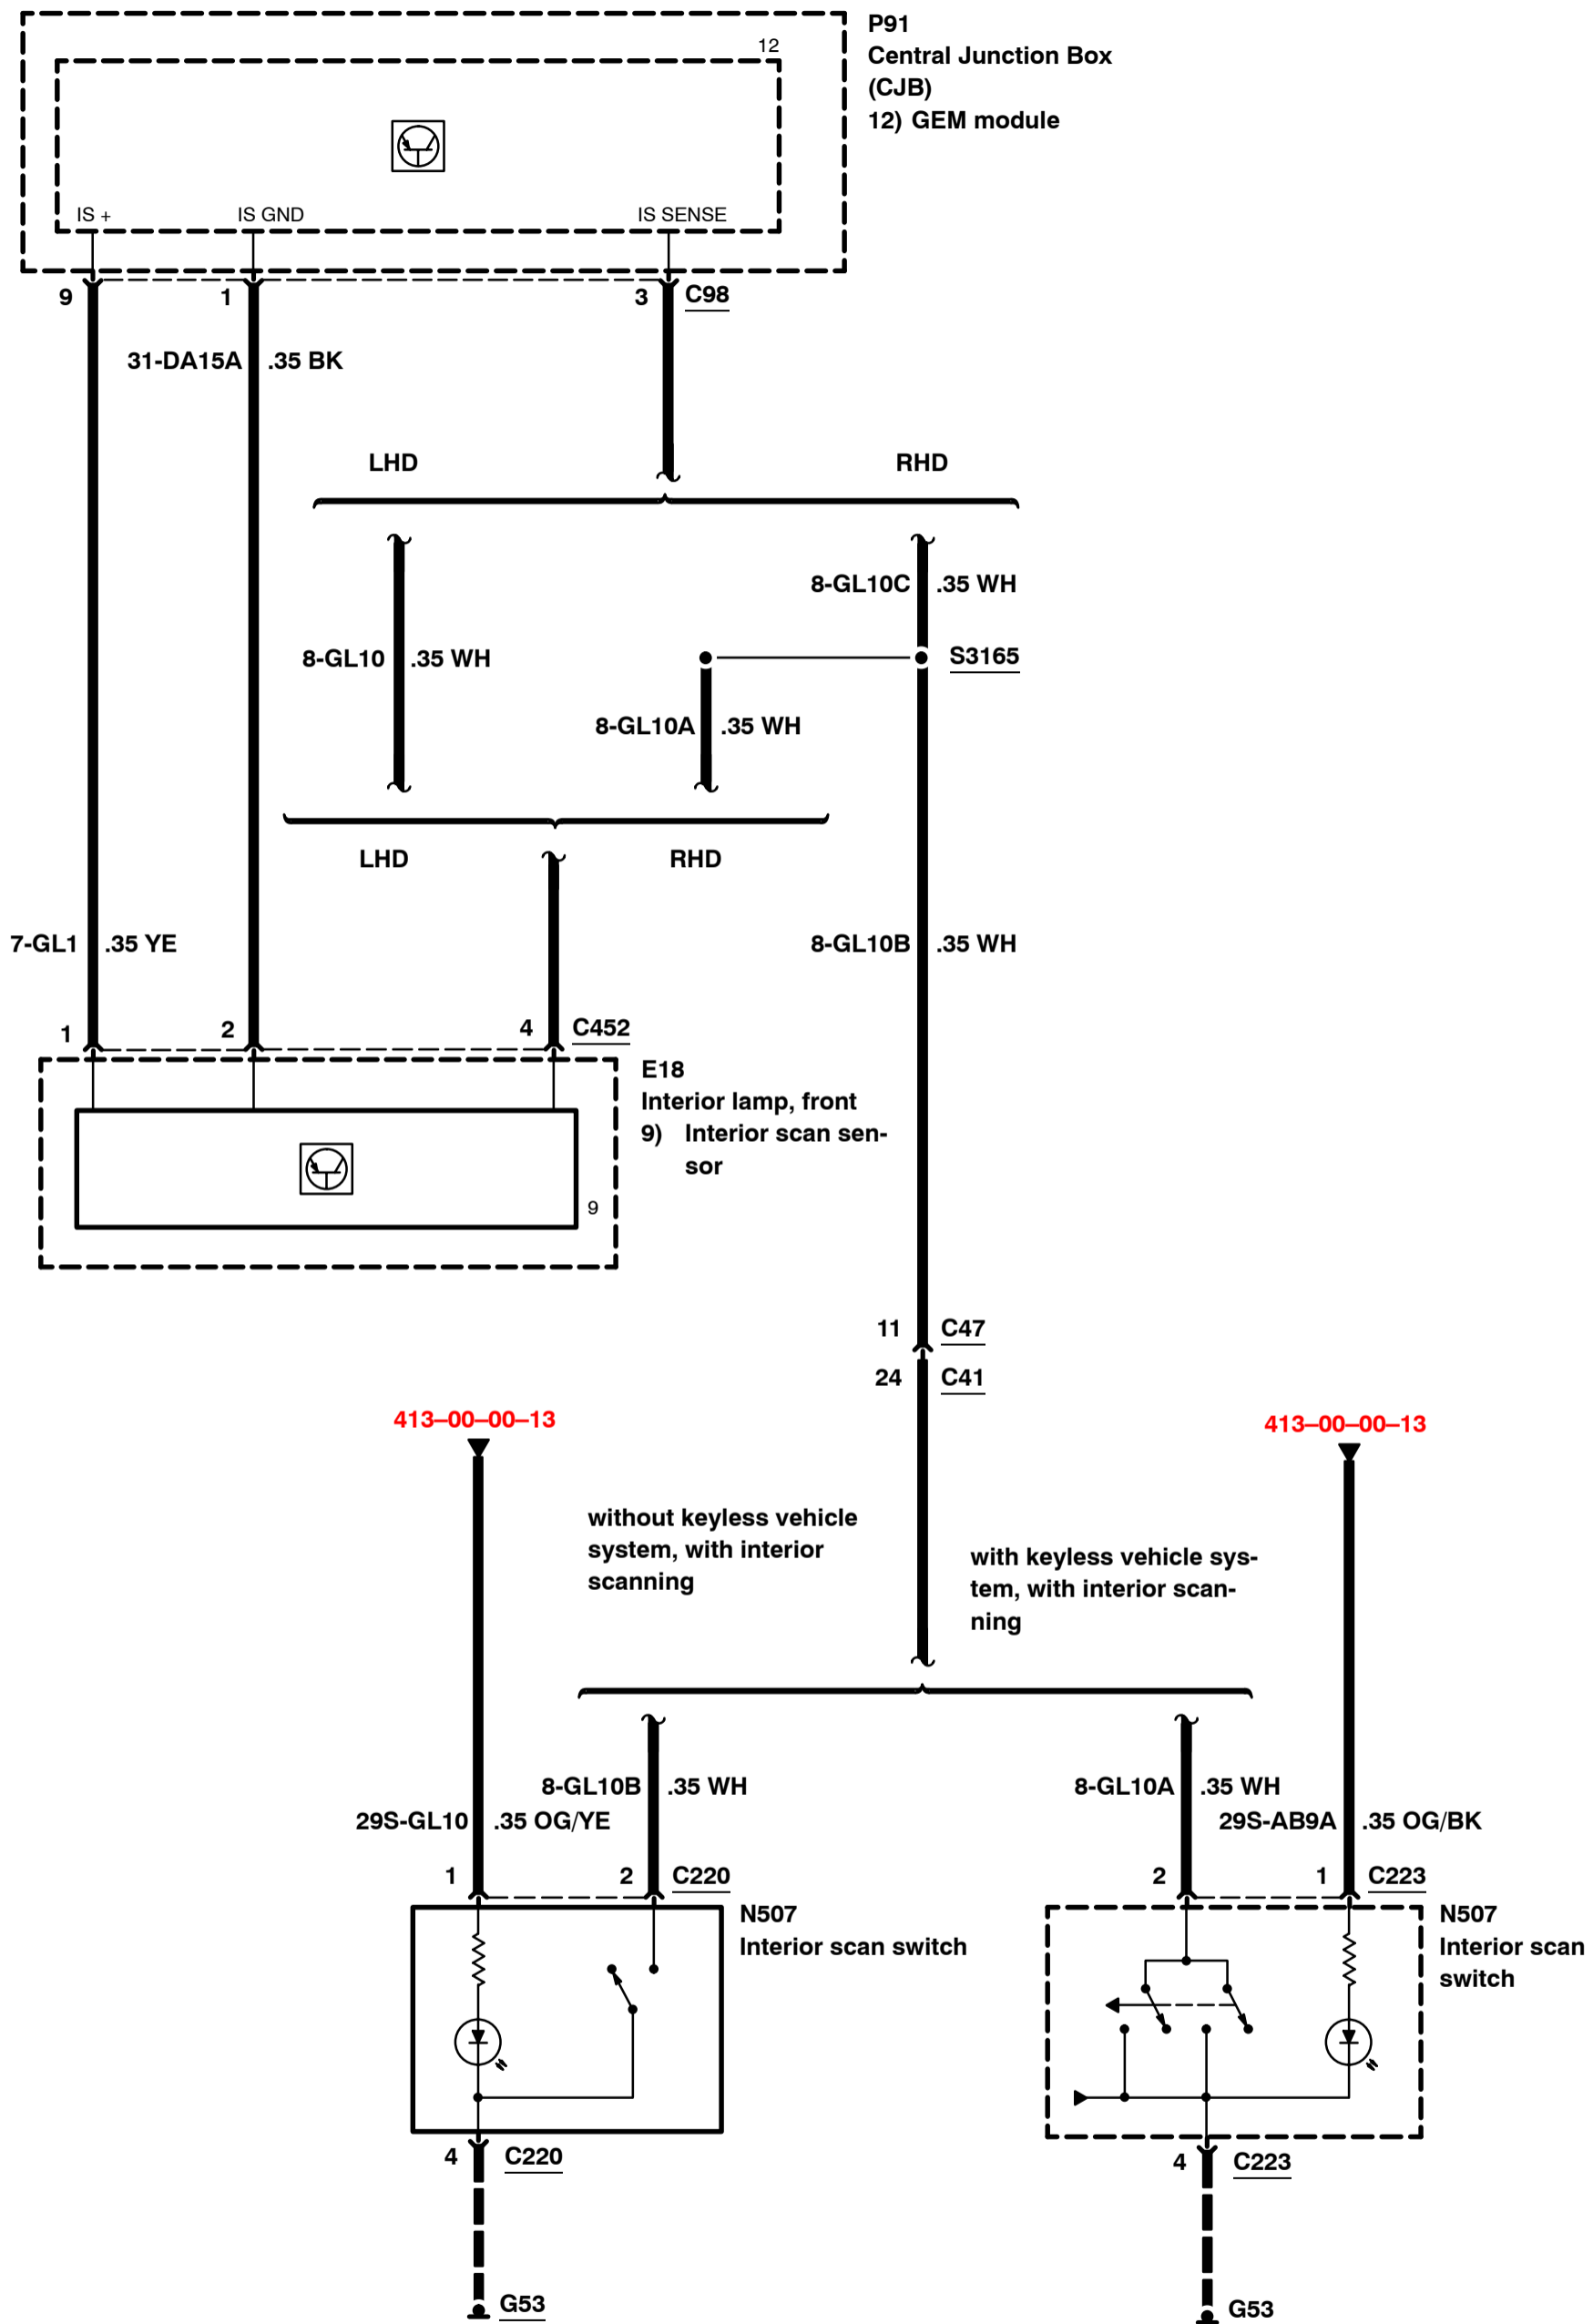 P91
Central Junction Box
(CJB)
12) GEM module
12
IS +
IS GND
IS SENSE
9
1
3
C98
31-DA15A
.35 BK
LHD
RHD
8-GL10C
.35 WH
8-GL10
.35 WH
S3165
8-GL10A
.35 WH
LHD
RHD
7-GL1
.35 YE
8-GL10B
.35 WH
1
2
4
C452
E18
Interior lamp, front
9) Interior scan sen-
sor
9
11
C47
24
C41
413–00–00–13
413–00–00–13
without keyless vehicle
system, with interior
scanning
with keyless vehicle sys-
tem, with interior scan-
ning
8-GL10B
.35 WH
8-GL10A
.35 WH
29S-GL10
.35 OG/YE
29S-AB9A
.35 OG/BK
1
2
C220
2
1
C223
N507
Interior scan switch
N507
Interior scan
switch
4
C220
4
C223
G53
G53